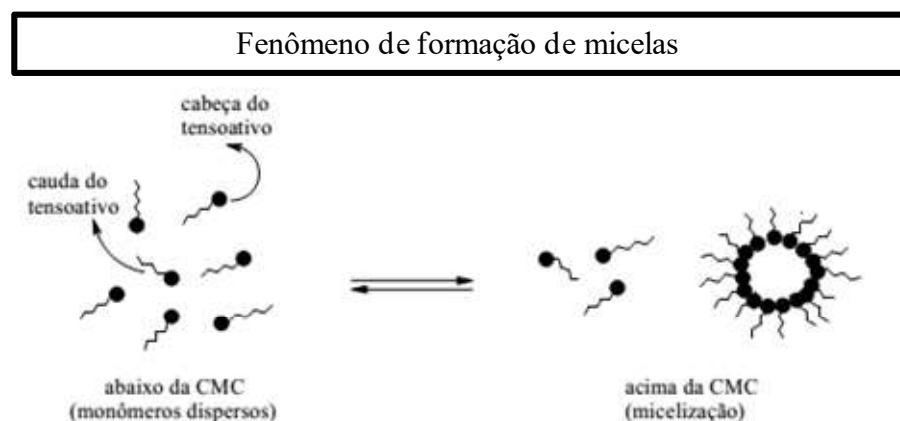 Fenômeno de formação de micelas
cabeça do
tensoativo
cauda do
tensoativo
abaixo da CMC
(monômeros dispersos)
acima da CMC
(micelização)